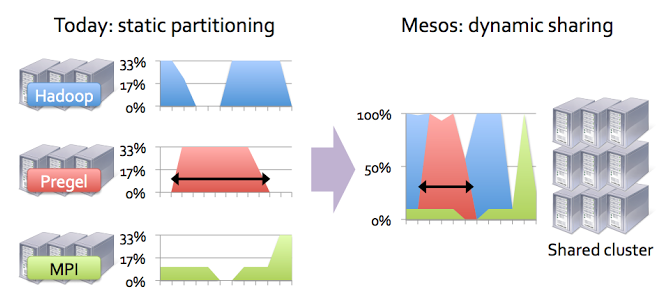 Today: static partitioning
Mesos: dynamic sharing
Hadoop
33%
17%
0%
Pregel
33%
17%
0%
MPI
33%
17%
0%
100%
50%
0%
Shared cluster